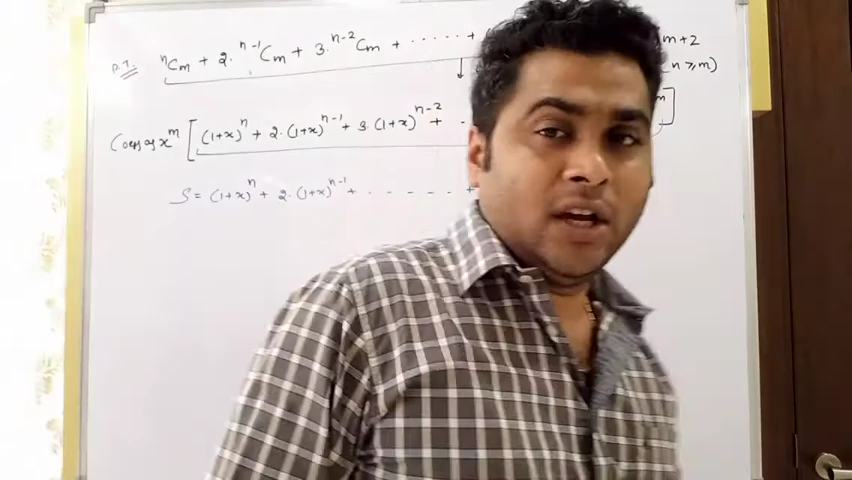 P.T. ⁿCₘ + 2. ⁿ⁻¹Cₘ + 3. ⁿ⁻²Cₘ + ...... + m+2
(n ≥ m)
Coeff of xᵐ [(1+x)ⁿ + 2.(1+x)ⁿ⁻¹ + 3.(1+x)ⁿ⁻² + . m ]
S = (1+x)ⁿ + 2.(1+x)ⁿ⁻¹ + . . . . . . +